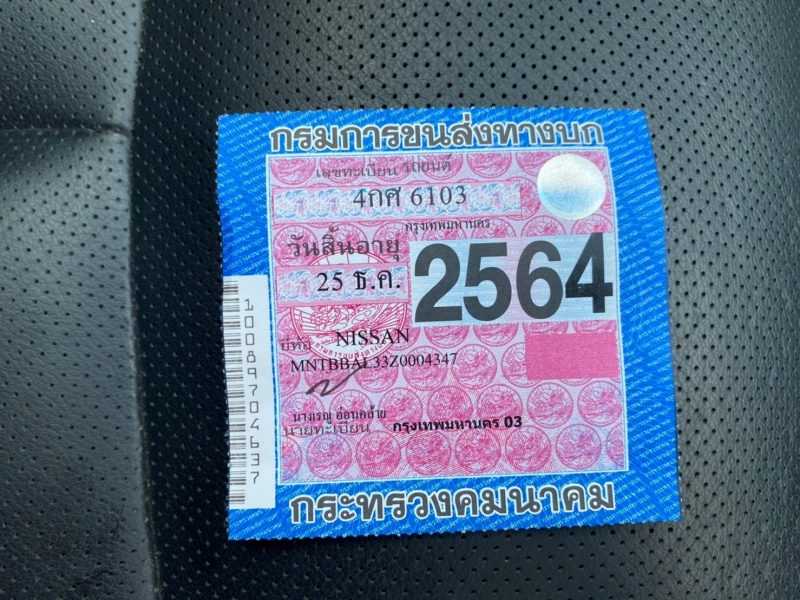 กรมการขนส่งทางบก
เลขทะเบียน รถยนต์
4กศ 6103
กรุงเทพมหานคร
วันสิ้นอายุ
25 ธ.ค. 2564
ยี่ห้อ NISSAN
MNTBBAL33Z0004347
นางเรณู อ่อนคล้าย
นายทะเบียน กรุงเทพมหานคร 03
กระทรวงคมนาคม
10089704637